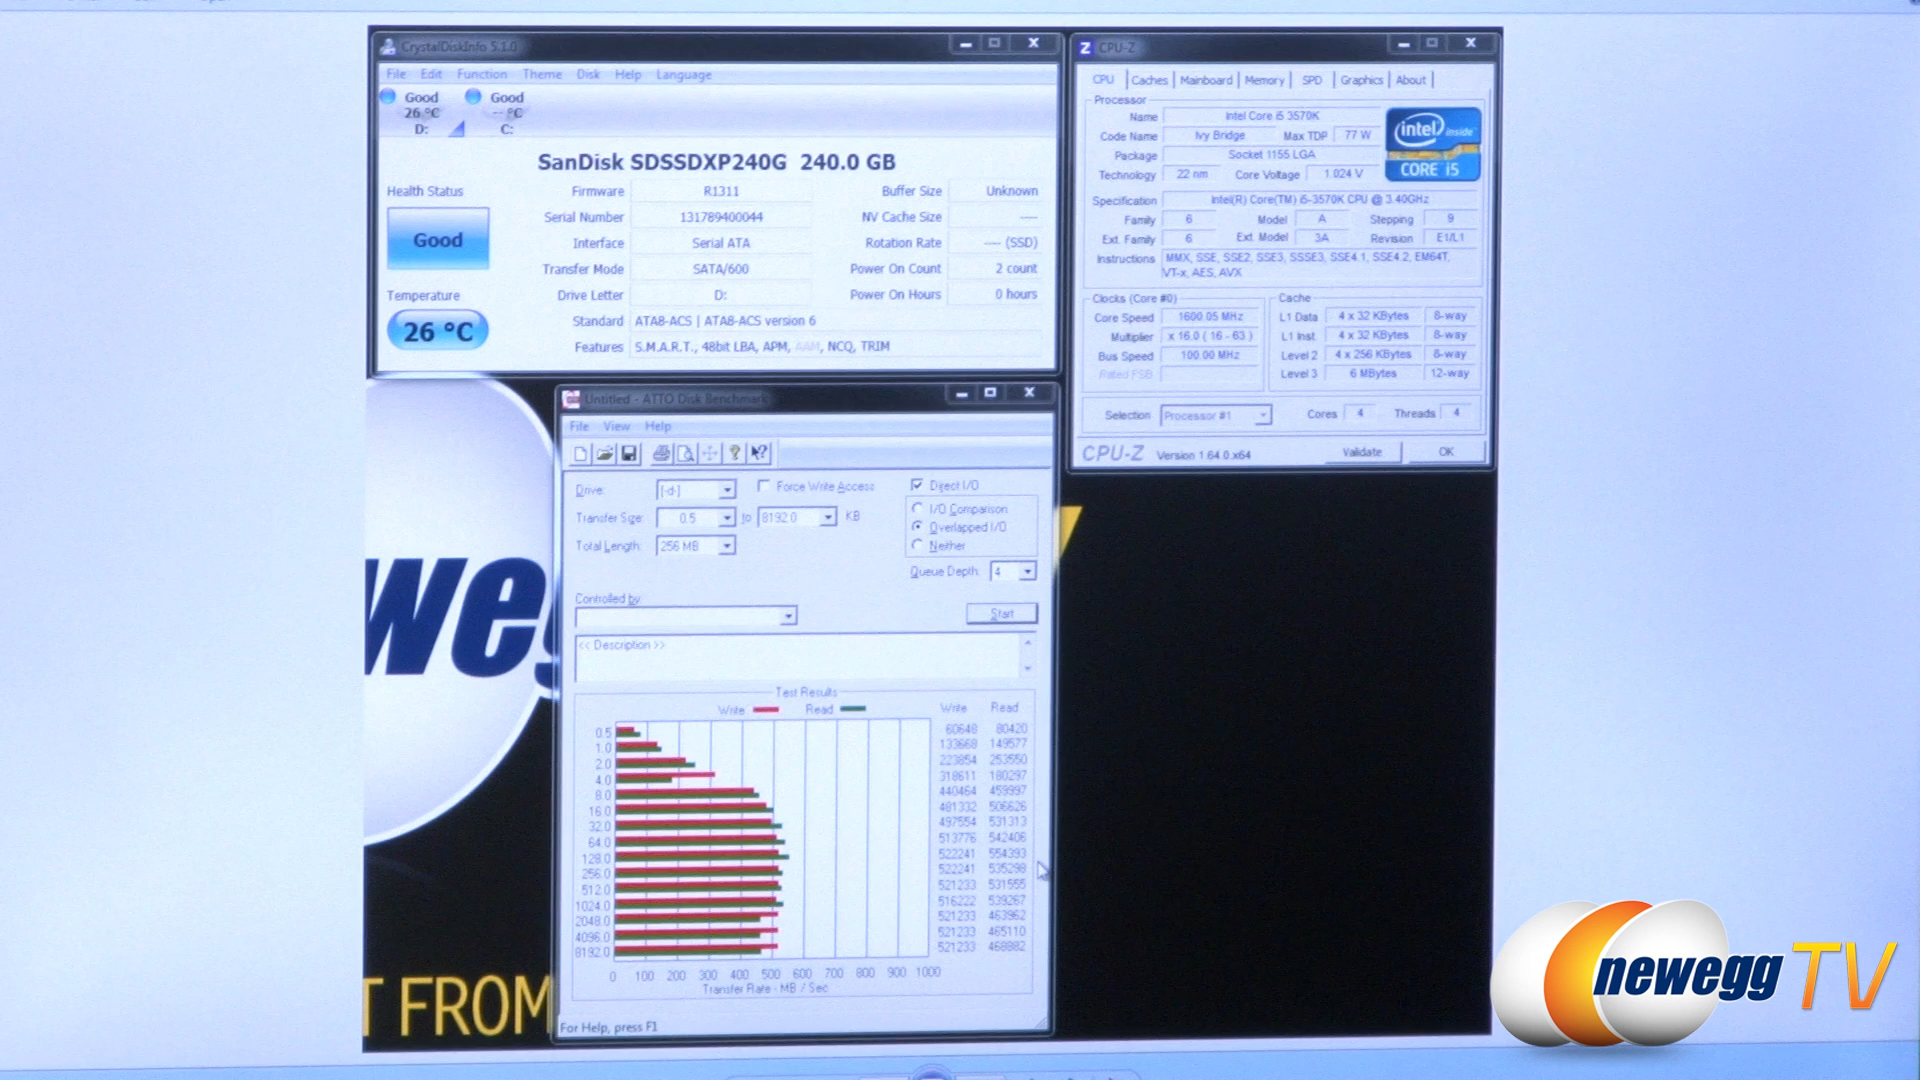 CrystalDiskInfo 5.1.0
File Edit Function Theme Disk Help Language
Good Good
26 °C -- °C
D: C:
SanDisk SDSSDXP240G 240.0 GB
Health Status
Good
Temperature
26 °C
Firmware R1311 Buffer Size Unknown
Serial Number 131789400044 NV Cache Size ----
Interface Serial ATA Rotation Rate ---- (SSD)
Transfer Mode SATA/600 Power On Count 2 count
Drive Letter D: Power On Hours 0 hours
Standard ATA8-ACS | ATA8-ACS version 6
Features S.M.A.R.T., 48bit LBA, APM, AAM, NCQ, TRIM
CPU-Z
CPU Caches Mainboard Memory SPD Graphics About
Processor
Name Intel Core i5 3570K
Code Name Ivy Bridge Max TDP 77 W
Package Socket 1155 LGA
Technology 22 nm Core Voltage 1.024 V
intel inside
CORE i5
Specification Intel(R) Core(TM) i5-3570K CPU @ 3.40GHz
Family 6 Model A Stepping 9
Ext. Family 6 Ext. Model 3A Revision E1/L1
Instructions MMX, SSE, SSE2, SSE3, SSSE3, SSE4.1, SSE4.2, EM64T,
VT-x, AES, AVX
Clocks (Core #0)
Core Speed 1600.05 MHz
Multiplier x 16.0 ( 16 - 63 )
Bus Speed 100.00 MHz
Rated FSB
Cache
L1 Data 4 x 32 KBytes 8-way
L1 Inst. 4 x 32 KBytes 8-way
Level 2 4 x 256 KBytes 8-way
Level 3 6 MBytes 12-way
Selection Processor #1 Cores 4 Threads 4
CPU-Z Version 1.64.0.x64 Validate OK
Untitled - ATTO Disk Benchmark
File View Help
Drive: [-d-] Force Write Access Direct I/O
Transfer Size: 0.5 to 8192.0 KB I/O Comparison
Overlapped I/O
Total Length: 256 MB Neither
Queue Depth: 4
Controlled by:
Start
<< Description >>
Test Results
Write Read Write Read
0.5 60648 80420
1.0 133668 149577
2.0 223854 253550
4.0 318611 180297
8.0 440464 459997
16.0 481332 506626
32.0 497554 531313
64.0 513776 542406
128.0 522241 554393
256.0 522241 535298
512.0 521233 531555
1024.0 516222 539267
2048.0 521233 463962
4096.0 521233 465110
8192.0 521233 468882
0 100 200 300 400 500 600 700 800 900 1000
Transfer Rate - MB / Sec
For Help, press F1
weg
T FROM
newegg TV